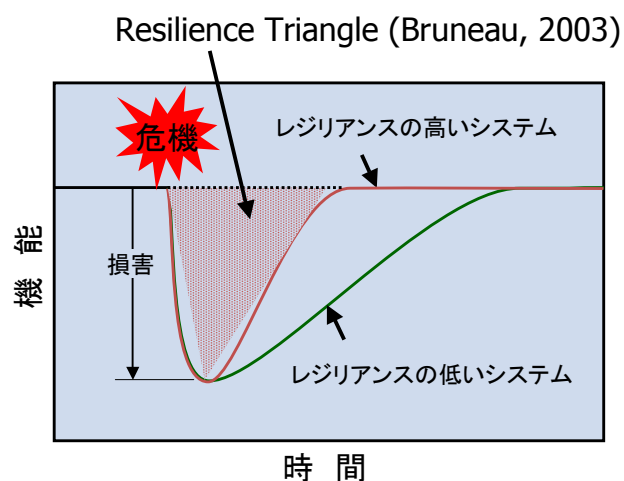 Resilience Triangle (Bruneau, 2003)
危機
レジリアンスの高いシステム
機 能
損害
レジリアンスの低いシステム
時 間